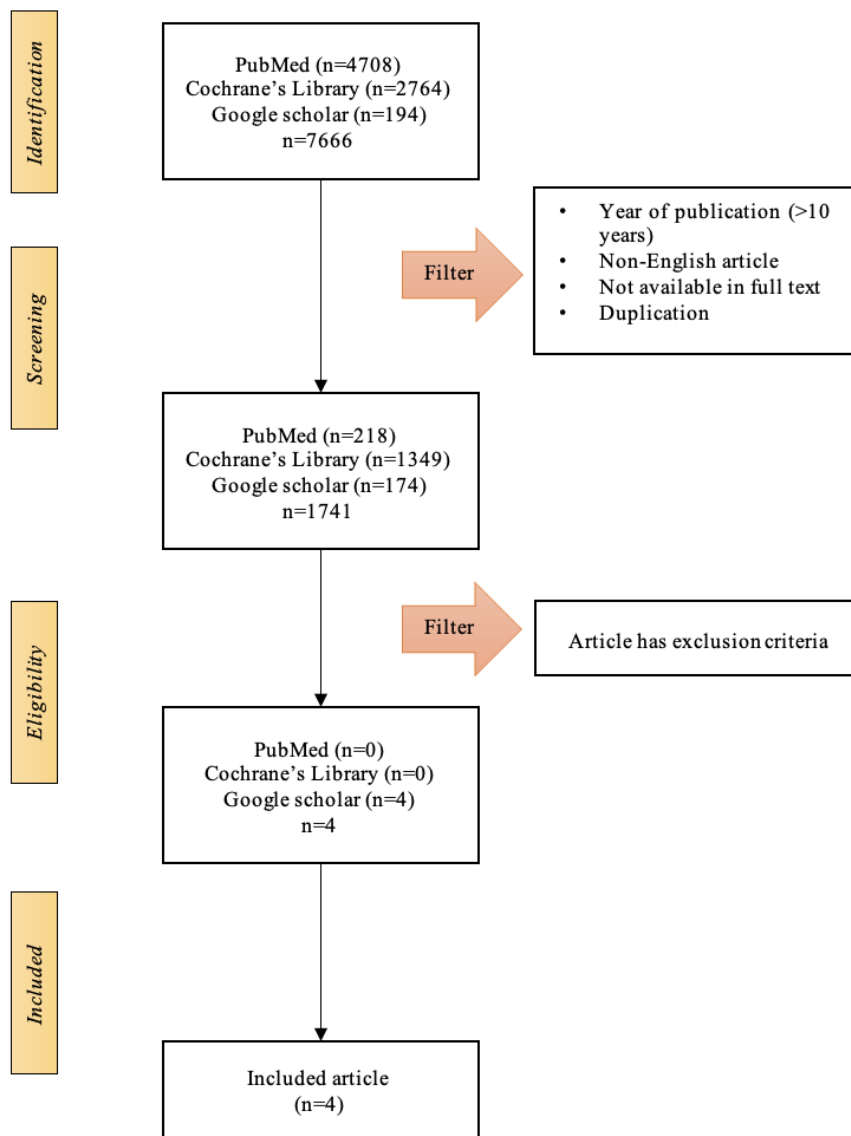 Identification
PubMed (n=4708)
Cochrane’s Library (n=2764)
Google scholar (n=194)
n=7666
Screening
Filter
• Year of publication (>10
years)
• Non-English article
• Not available in full text
• Duplication
PubMed (n=218)
Cochrane’s Library (n=1349)
Google scholar (n=174)
n=1741
Eligibility
Filter
Article has exclusion criteria
PubMed (n=0)
Cochrane’s Library (n=0)
Google scholar (n=4)
n=4
Included
Included article
(n=4)